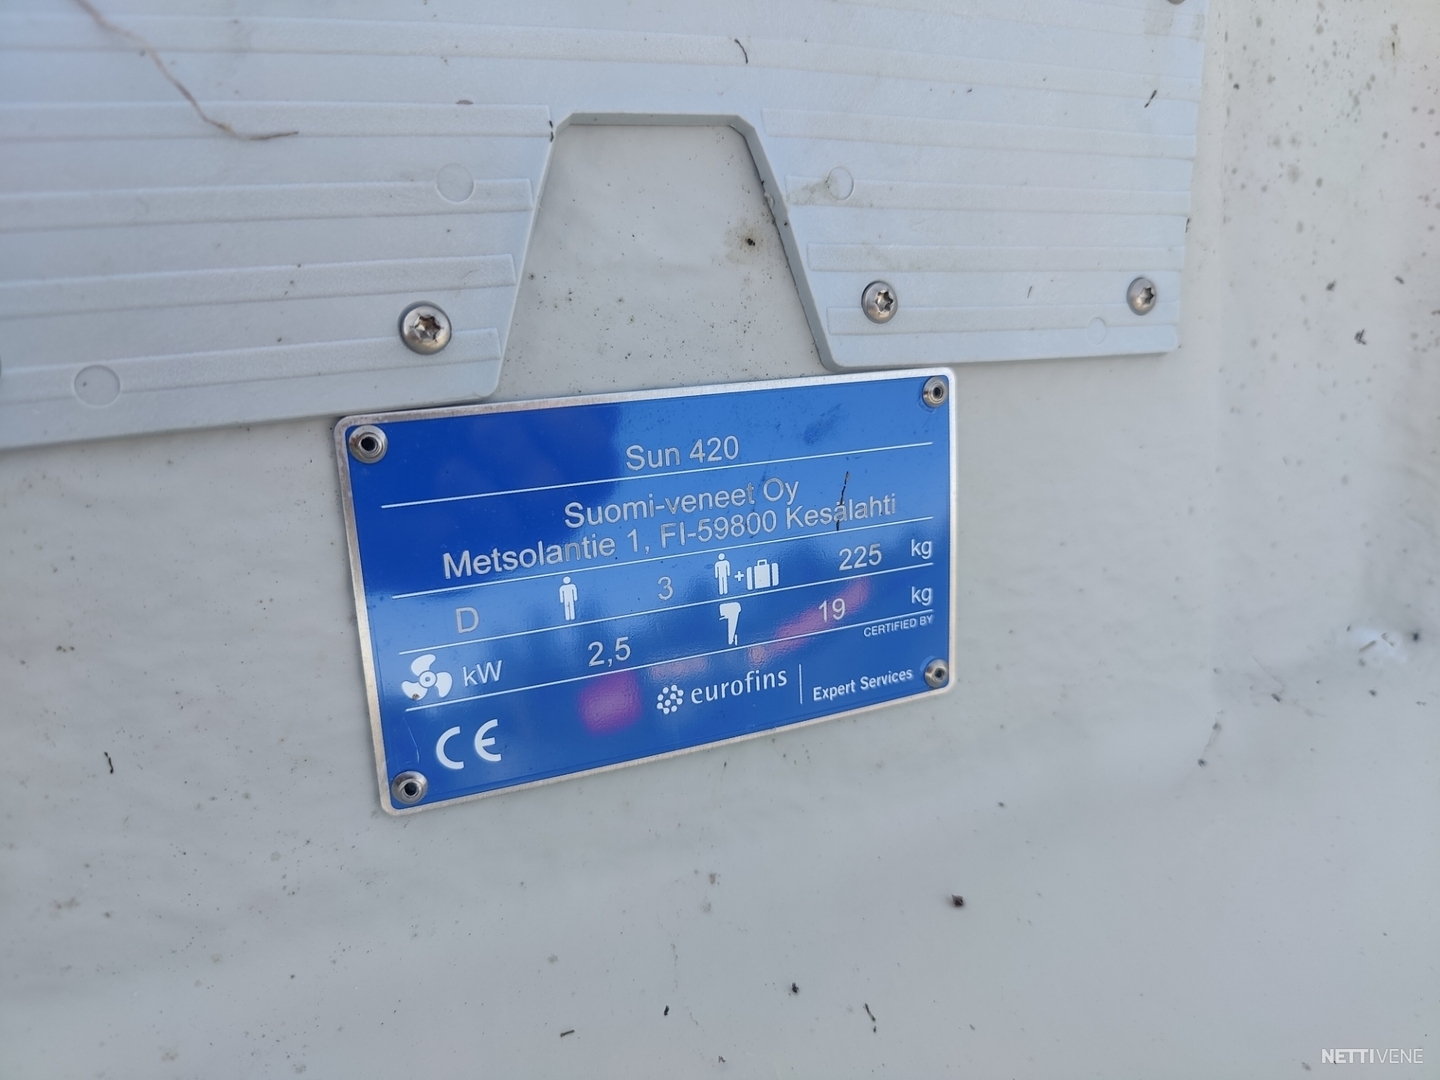 Sun 420
Suomi-veneet Oy
Metsolantie 1, FI-59800 Kesälahti
D 3 + 225 kg
kW 2,5 19 kg
CERTIFIED BY
CE eurofins Expert Services
NETTIVENE